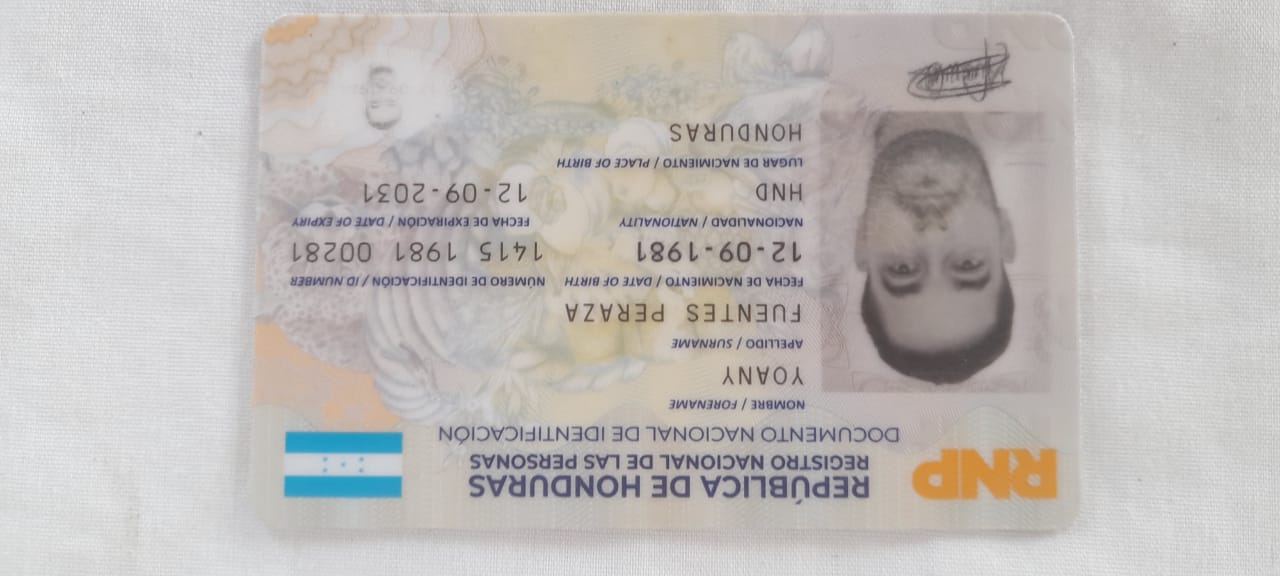 RNP
REPÚBLICA DE HONDURAS
REGISTRO NACIONAL DE LAS PERSONAS
DOCUMENTO NACIONAL DE IDENTIFICACIÓN
NOMBRE / FORENAME
YOANY
APELLIDO / SURNAME
FUENTES PERAZA
FECHA DE NACIMIENTO / DATE OF BIRTH NÚMERO DE IDENTIFICACIÓN / ID NUMBER
12-09-1981 1415 1981 00281
NACIONALIDAD / NATIONALITY FECHA DE EXPIRACIÓN / DATE OF EXPIRY
HND 12-09-2031
LUGAR DE NACIMIENTO / PLACE OF BIRTH
HONDURAS